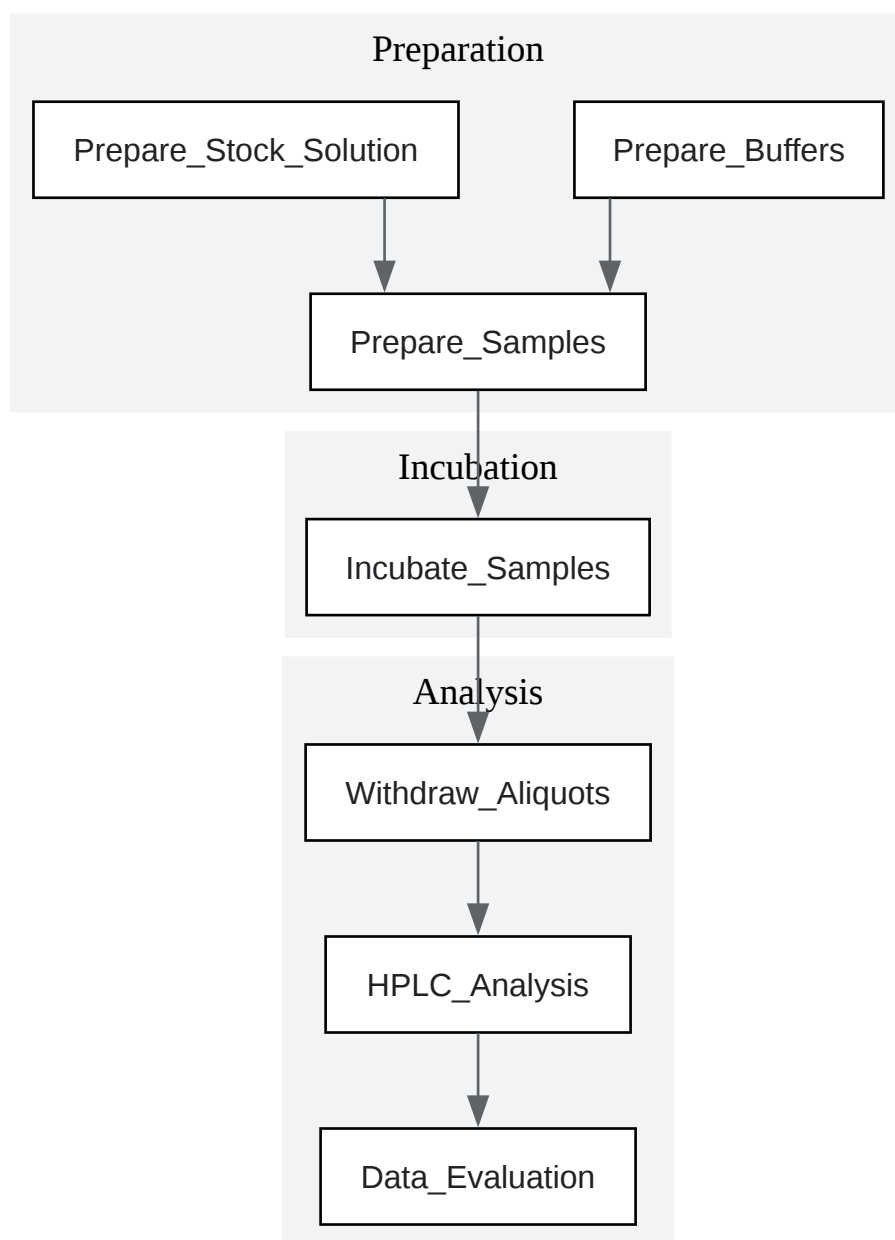 Preparation
Prepare_Stock_Solution
Prepare_Buffers
Prepare_Samples
Incubation
Incubate_Samples
Analysis
Withdraw_Aliquots
HPLC_Analysis
Data_Evaluation